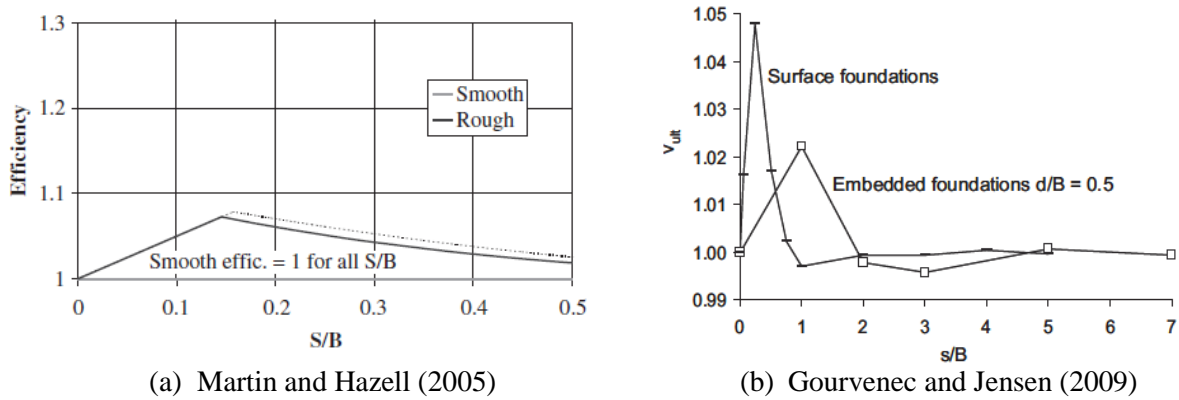 1.3
1.2
1.1
1
Efficiency
Smooth
Rough
Smooth effic. = 1 for all S/B
0 0.1 0.2 0.3 0.4 0.5
S/B
(a) Martin and Hazell (2005)
1.05
1.04
1.03
1.02
1.01
1.00
0.99
vult
Surface foundations
Embedded foundations d/B = 0.5
0 1 2 3 4 5 6 7
s/B
(b) Gourvenec and Jensen (2009)